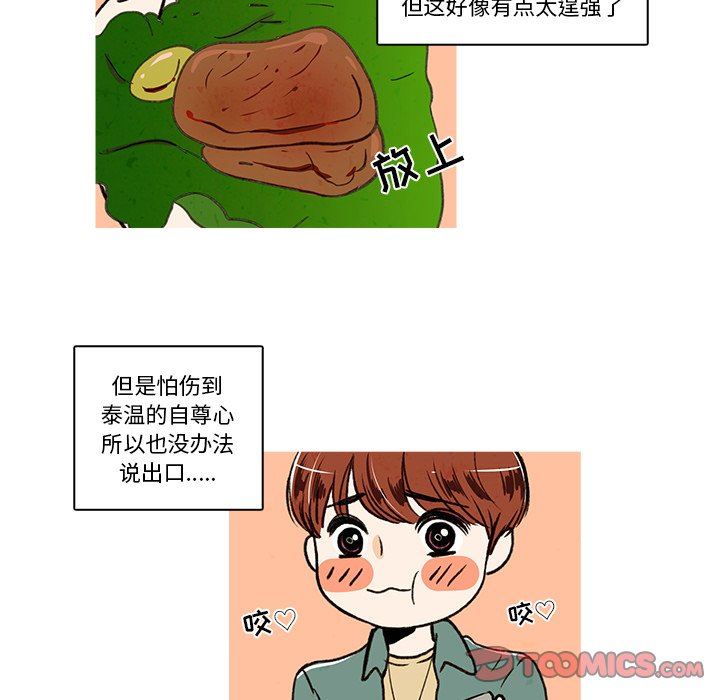 但这好像有点太逞强了
放上
但是怕伤到
泰温的自尊心
所以也没办法
说出口.....
咬♡
咬♡
TOOMICS.COM